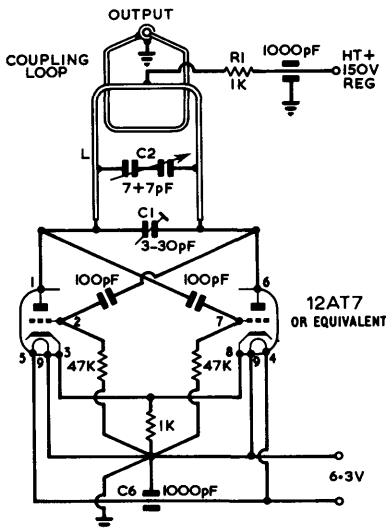 OUTPUT
COUPLING
LOOP
R1
1K
1000pF
HT+
150V
REG
L
C2
7+7pF
C1
3-30pF
1
6
100pF
100pF
12AT7
OR EQUIVALENT
2
7
5
9
3
47K
47K
8
9
4
1K
6·3V
C6
1000pF